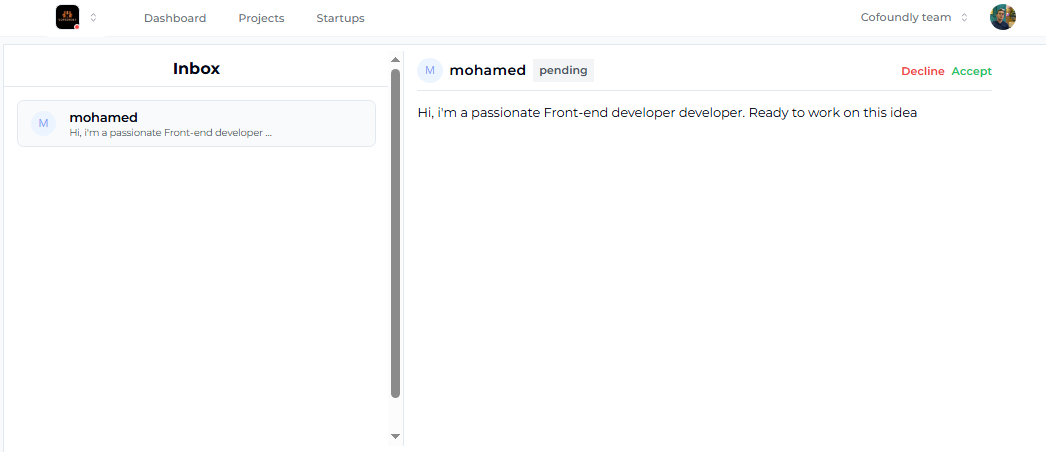 Dashboard Projects Startups Cofoundly team
Inbox
M mohamed
Hi, i'm a passionate Front-end developer ...
M mohamed pending Decline Accept
Hi, i'm a passionate Front-end developer developer. Ready to work on this idea